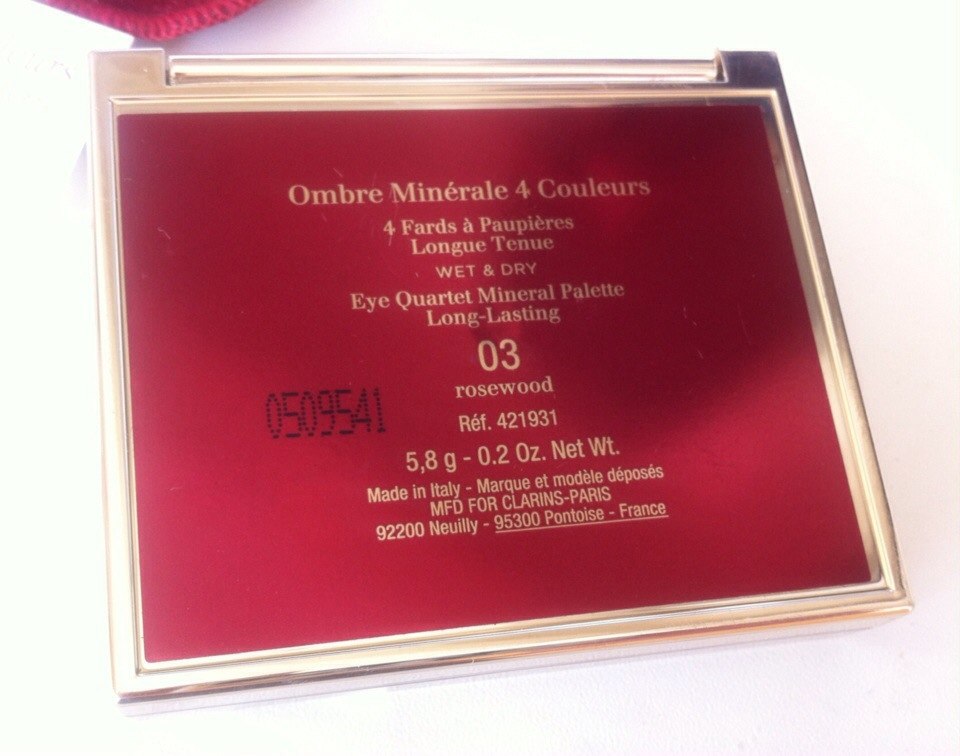 Ombre Minérale 4 Couleurs
4 Fards à Paupières
Longue Tenue
WET & DRY
Eye Quartet Mineral Palette
Long-Lasting
03
rosewood
0509541
Réf. 421931
5,8 g - 0.2 Oz. Net Wt.
Made in Italy - Marque et modèle déposés
MFD FOR CLARINS-PARIS
92200 Neuilly - 95300 Pontoise - France